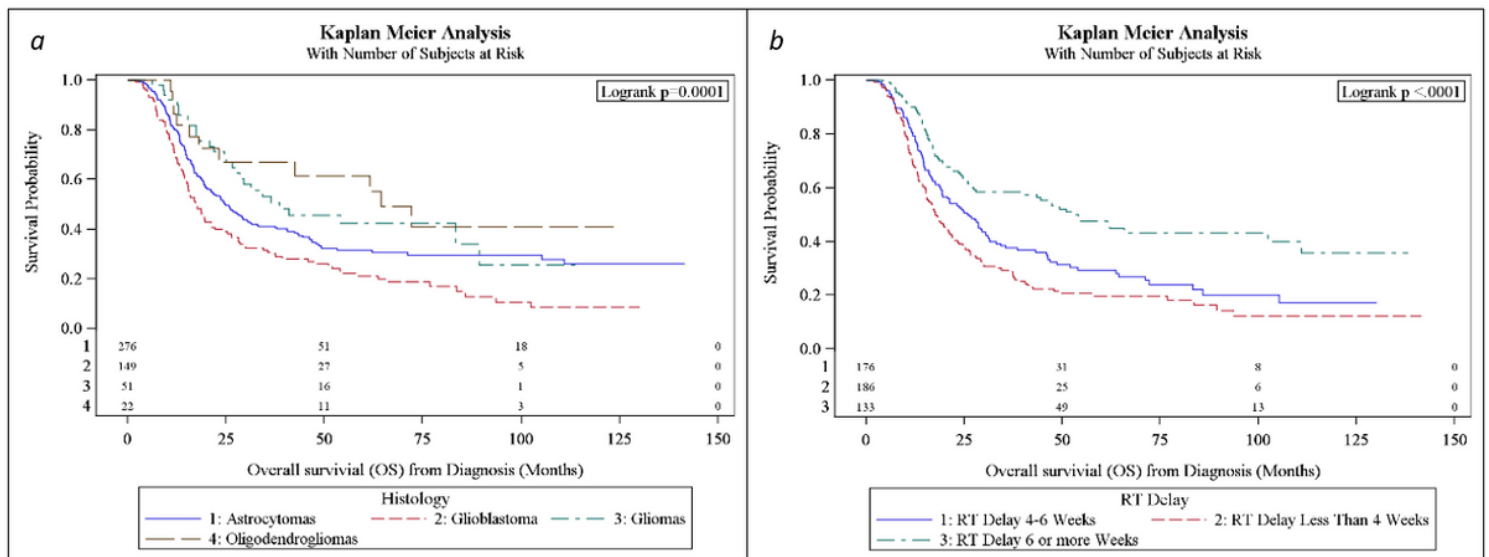 a
Kaplan Meier Analysis
With Number of Subjects at Risk
Logrank p=0.0001
Survival Probability
1.0
0.8
0.6
0.4
0.2
0.0
1 276 51 18 0
2 149 27 5 0
3 51 16 1 0
4 22 11 3 0
0 25 50 75 100 125 150
Overall survivial (OS) from Diagnosis (Months)
Histology
1: Astrocytomas 2: Glioblastoma 3: Gliomas
4: Oligodendrogliomas
b
Kaplan Meier Analysis
With Number of Subjects at Risk
Logrank p <.0001
Survival Probability
1.0
0.8
0.6
0.4
0.2
0.0
1 176 31 8 0
2 186 25 6 0
3 133 49 13 0
0 25 50 75 100 125 150
Overall survivial (OS) from Diagnosis (Months)
RT Delay
1: RT Delay 4-6 Weeks 2: RT Delay Less Than 4 Weeks
3: RT Delay 6 or more Weeks